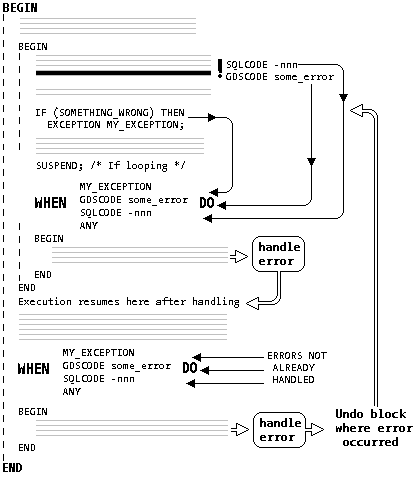 BEGIN
BEGIN
! SQLCODE -nnn
! GDSCODE some_error
IF (SOMETHING_WRONG) THEN
EXCEPTION MY_EXCEPTION;
SUSPEND; /* If looping */
MY_EXCEPTION
WHEN GDSCODE some_error DO
SQLCODE -nnn
ANY
BEGIN
handle
error
END
END
Execution resumes here after handling
MY_EXCEPTION
WHEN GDSCODE some_error DO
SQLCODE -nnn
ANY
ERRORS NOT
ALREADY
HANDLED
BEGIN
handle
error
Undo block
where error
occurred
END
END